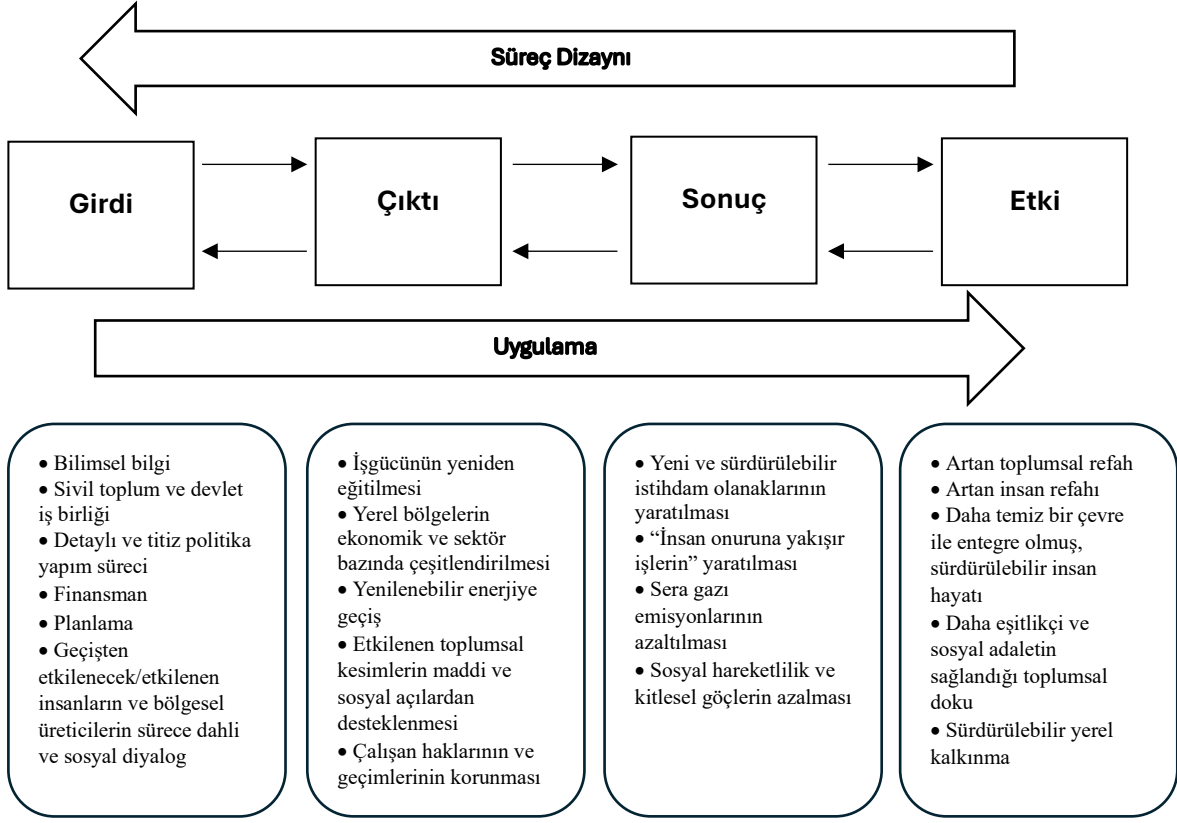 Süreç Dizaynı
Girdi
Çıktı
Sonuç
Etki
Uygulama
• Bilimsel bilgi
• Sivil toplum ve devlet
iş birliği
• Detaylı ve titiz politika
yapım süreci
• Finansman
• Planlama
• Geçişten
etkilenecek/etkilenen
insanların ve bölgesel
üreticilerin sürece dahli
ve sosyal diyalog
• İşgücünün yeniden
eğitilmesi
• Yerel bölgelerin
ekonomik ve sektör
bazında çeşitlendirilmesi
• Yenilenebilir enerjiye
geçiş
• Etkilenen toplumsal
kesimlerin maddi ve
sosyal açılardan
desteklenmesi
• Çalışan haklarının ve
geçimlerinin korunması
• Yeni ve sürdürülebilir
istihdam olanaklarının
yaratılması
• “İnsan onuruna yakışır
işlerin” yaratılması
• Sera gazı
emisyonlarının
azaltılması
• Sosyal hareketlilik ve
kitlesel göçlerin azalması
• Artan toplumsal refah
• Artan insan refahı
• Daha temiz bir çevre
ile entegre olmuş,
sürdürülebilir insan
hayatı
• Daha eşitlikçi ve
sosyal adaletin
sağlandığı toplumsal
doku
• Sürdürülebilir yerel
kalkınma